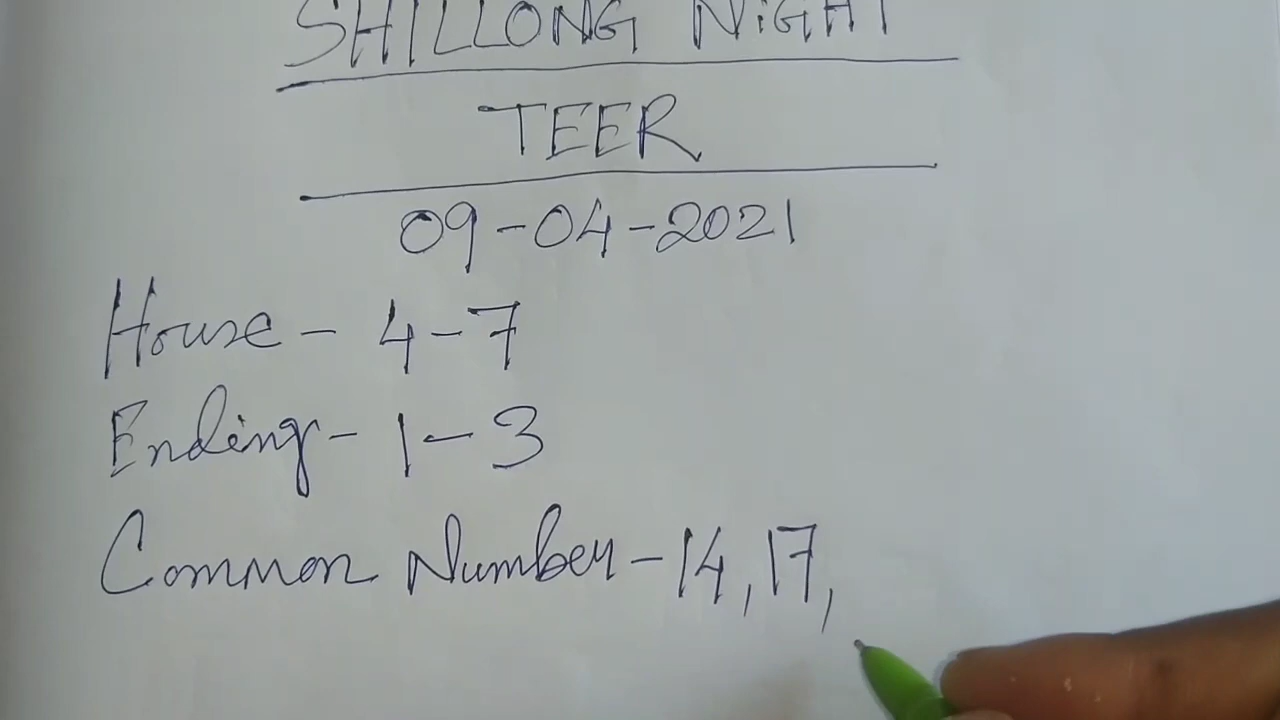 SHILLONG NiGHT
TEER
09-04-2021
House - 4-7
Ending - 1-3
Common Number - 14, 17,